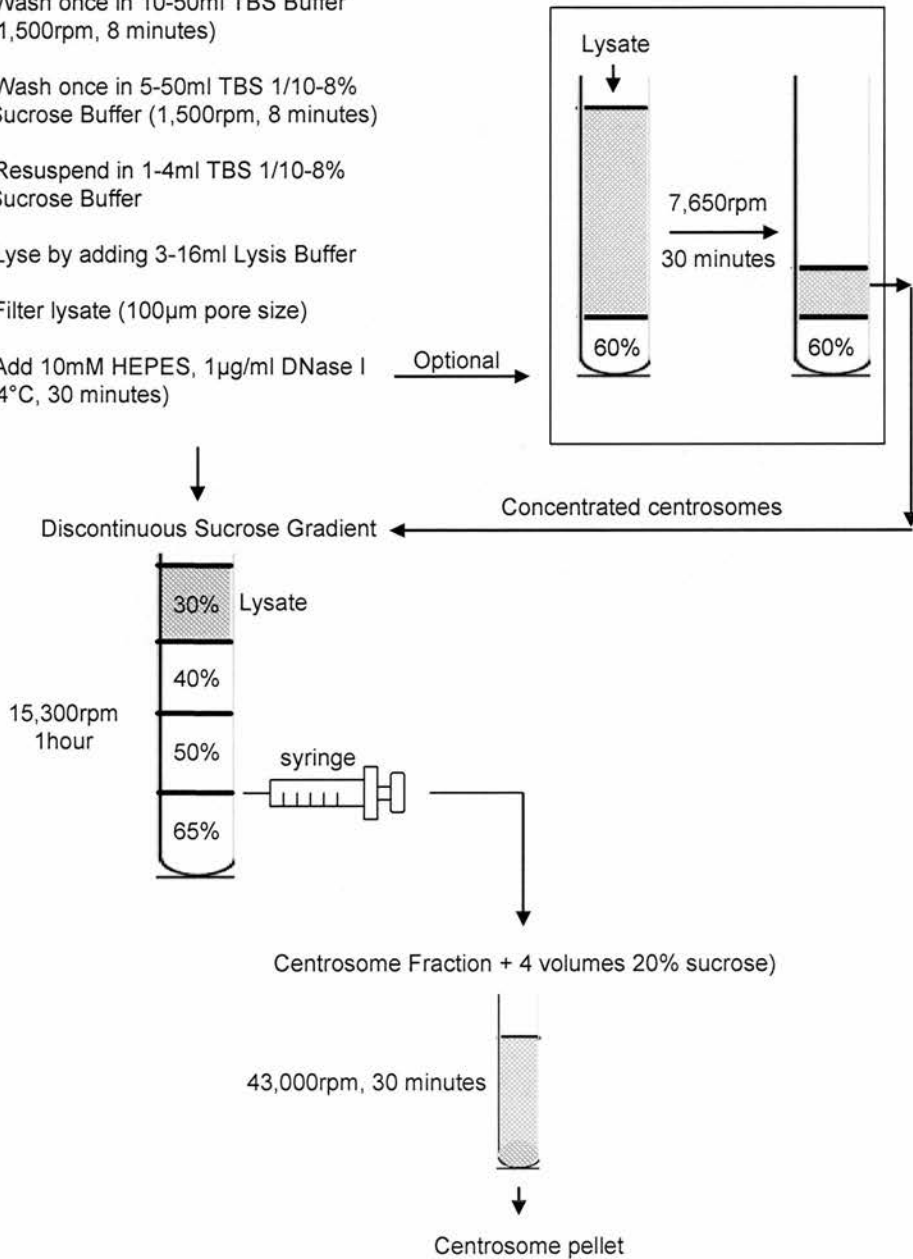 Wash once in 10-50ml TBS Buffer
1,500rpm, 8 minutes)
Wash once in 5-50ml TBS 1/10-8%
Sucrose Buffer (1,500rpm, 8 minutes)
Resuspend in 1-4ml TBS 1/10-8%
Sucrose Buffer
Lyse by adding 3-16ml Lysis Buffer
Filter lysate (100µm pore size)
Add 10mM HEPES, 1µg/ml DNase I
4°C, 30 minutes)
Optional
Lysate
7,650rpm
30 minutes
60%
60%
Concentrated centrosomes
Discontinuous Sucrose Gradient
30%
Lysate
40%
15,300rpm
1hour
50%
syringe
65%
Centrosome Fraction + 4 volumes 20% sucrose)
43,000rpm, 30 minutes
Centrosome pellet